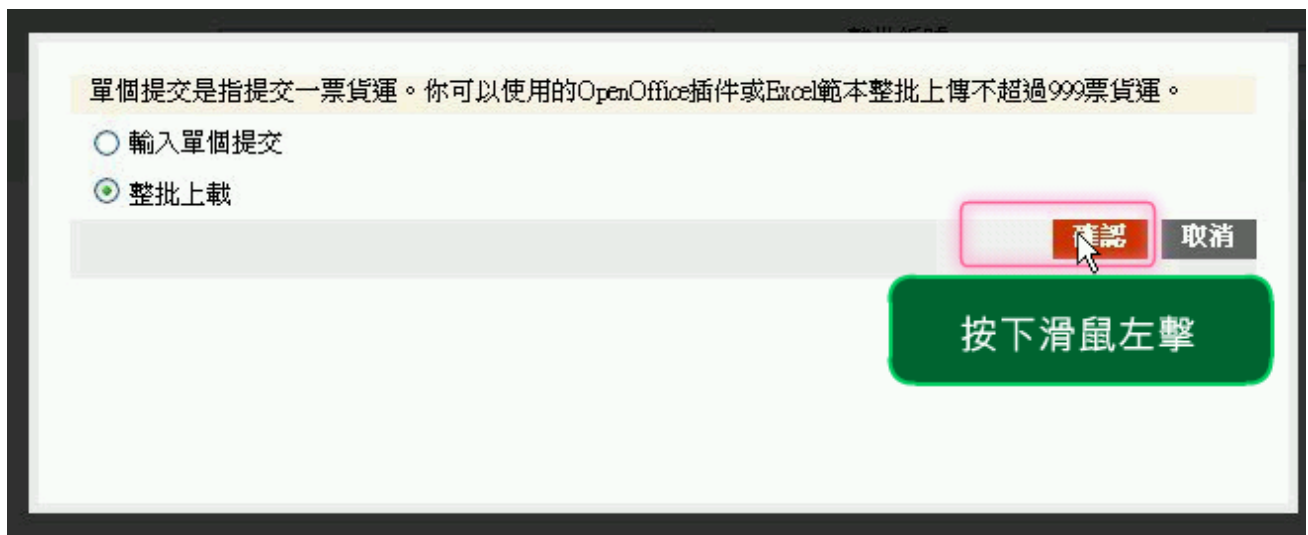 單個提交是指提交一票貨運。你可以使用的OpenOffice插件或Excel範本整批上傳不超過999票貨運。
輸入單個提交
整批上載
確認 取消
按下滑鼠左擊